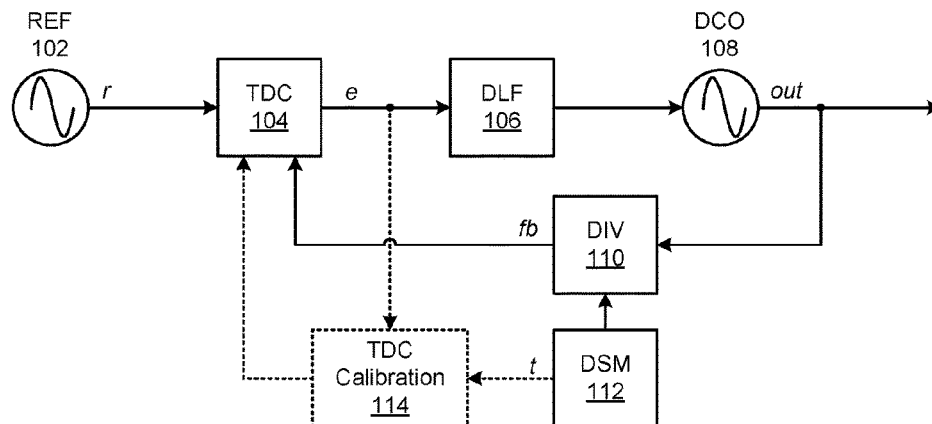 REF
102
DCO
108
r
TDC
104
e
DLF
106
out
fb
DIV
110
TDC
Calibration
114
t
DSM
112